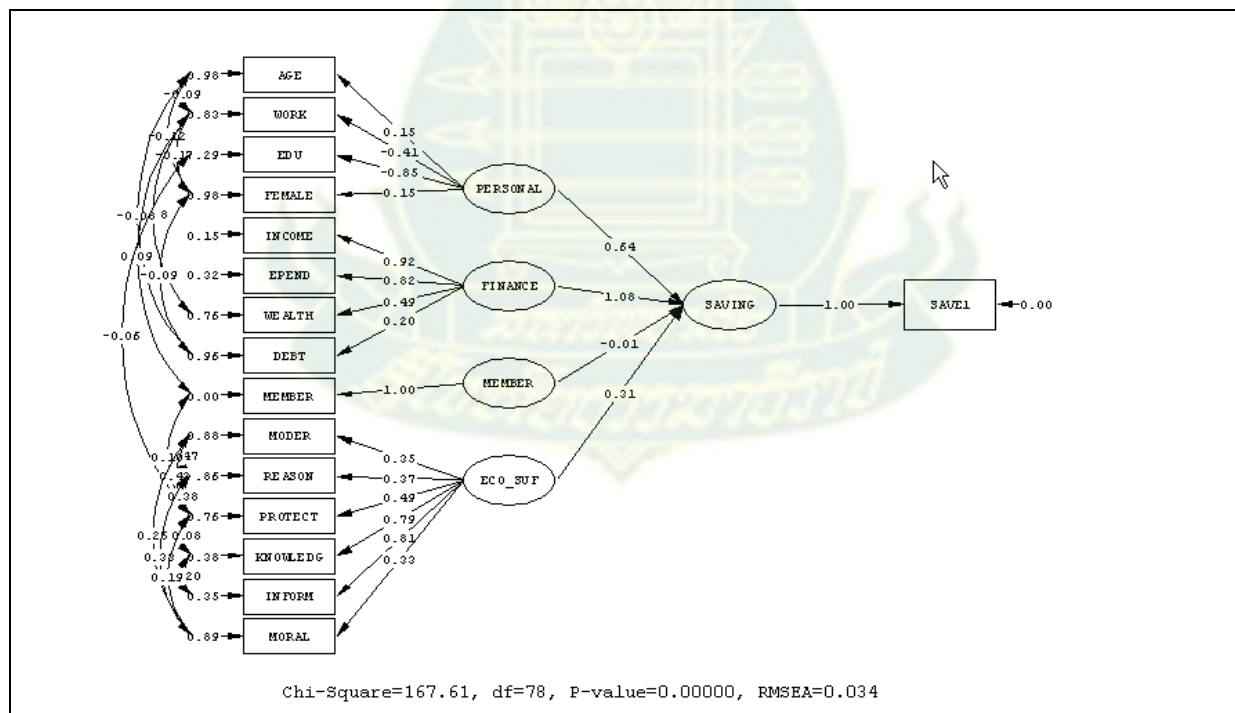 0.98
AGE
-0.09
0.83
WORK
-0.12
0.15
-0.41
0.29
EDU
-0.85
0.98
FEMALE
0.15
PERSONAL
0.15
INCOME
0.92
0.64
0.09
-0.09
0.32
EPEND
0.82
FINANCE
1.08
0.76
WEALTH
0.49
SAVING
1.00
SAVE1
0.00
0.20
-0.06
0.96
DEBT
-0.01
0.00
MEMBER
1.00
MEMBER
0.31
0.88
MODER
0.35
0.86
REASON
0.37
ECO_SUF
0.38
0.49
0.76
PROTECT
0.79
0.08
0.81
0.38
KNOWLEDG
0.33
0.35
INFORM
0.89
MORAL
Chi-Square=167.61, df=78, P-value=0.00000, RMSEA=0.034